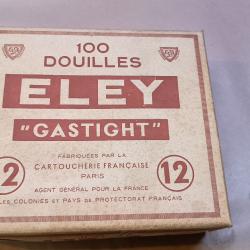 100
DOUILLES
ELEY
"GASTIGHT"
FABRIQUÉES PAR LA
CARTOUCHERIE FRANÇAISE
PARIS
2 12
AGENT GÉNÉRAL POUR LA FRANCE
LES COLONIES ET PAYS DE PROTECTORAT FRANÇAIS